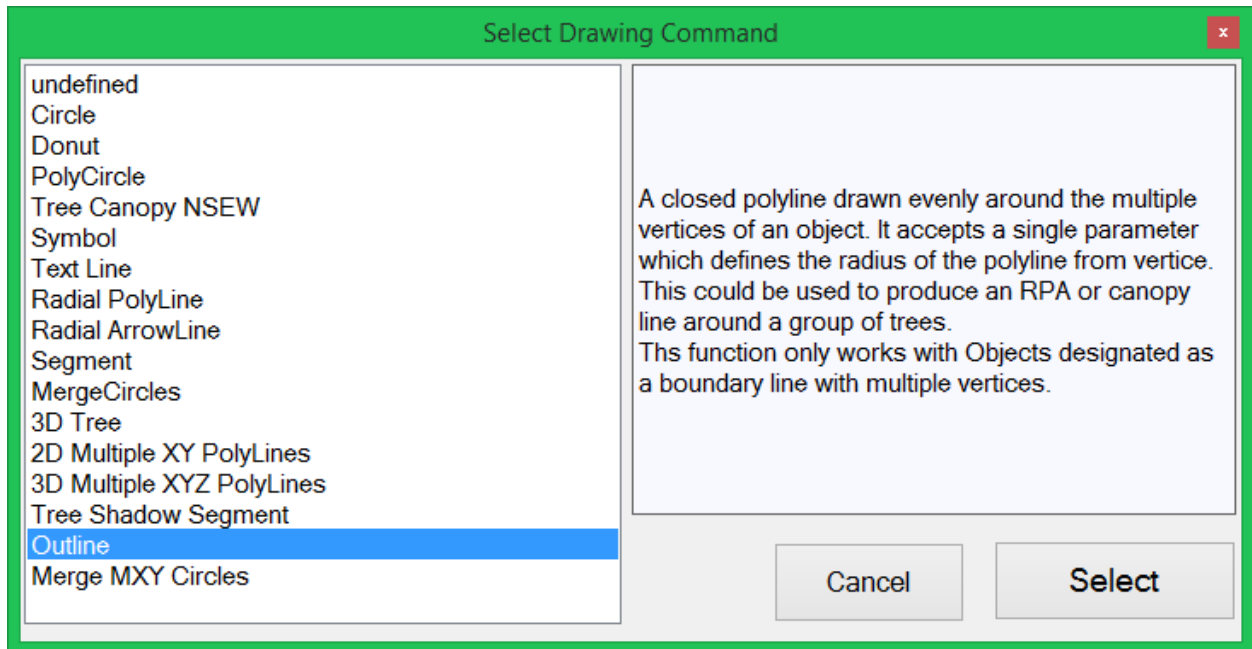 Select Drawing Command
x
undefined
Circle
Donut
PolyCircle
Tree Canopy NSEW
Symbol
Text Line
Radial PolyLine
Radial ArrowLine
Segment
MergeCircles
3D Tree
2D Multiple XY PolyLines
3D Multiple XYZ PolyLines
Tree Shadow Segment
Outline
Merge MXY Circles
A closed polyline drawn evenly around the multiple
vertices of an object. It accepts a single parameter
which defines the radius of the polyline from vertice.
This could be used to produce an RPA or canopy
line around a group of trees.
Ths function only works with Objects designated as
a boundary line with multiple vertices.
Cancel
Select